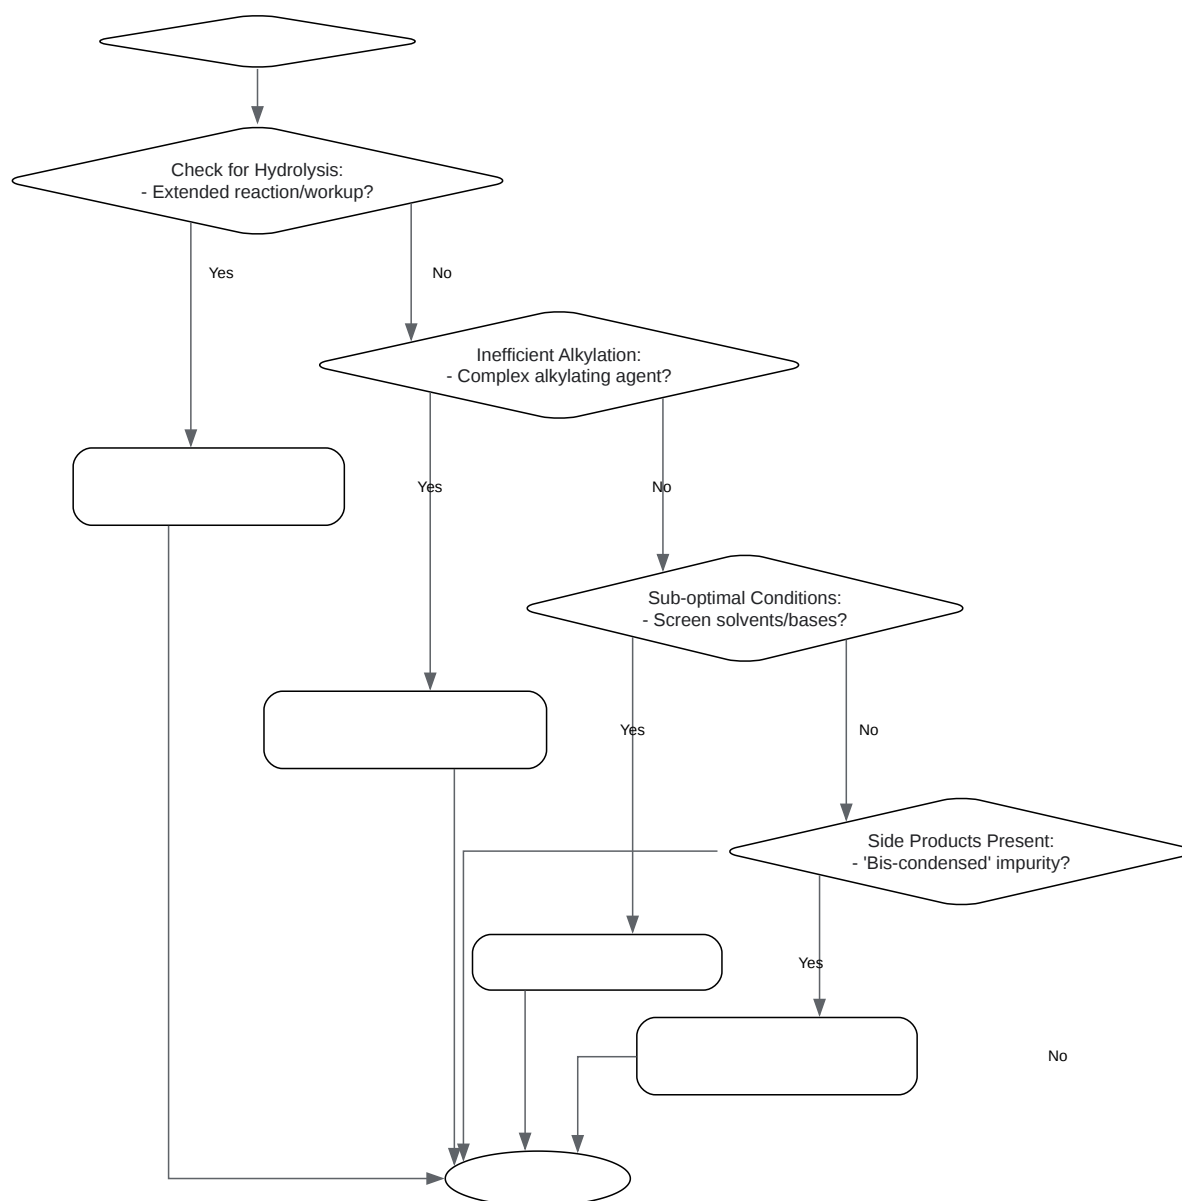 Check for Hydrolysis:
- Extended reaction/workup?
Yes
No
Inefficient Alkylation:
- Complex alkylating agent?
Yes
No
Sub-optimal Conditions:
- Screen solvents/bases?
Yes
No
Side Products Present:
- 'Bis-condensed' impurity?
Yes
No